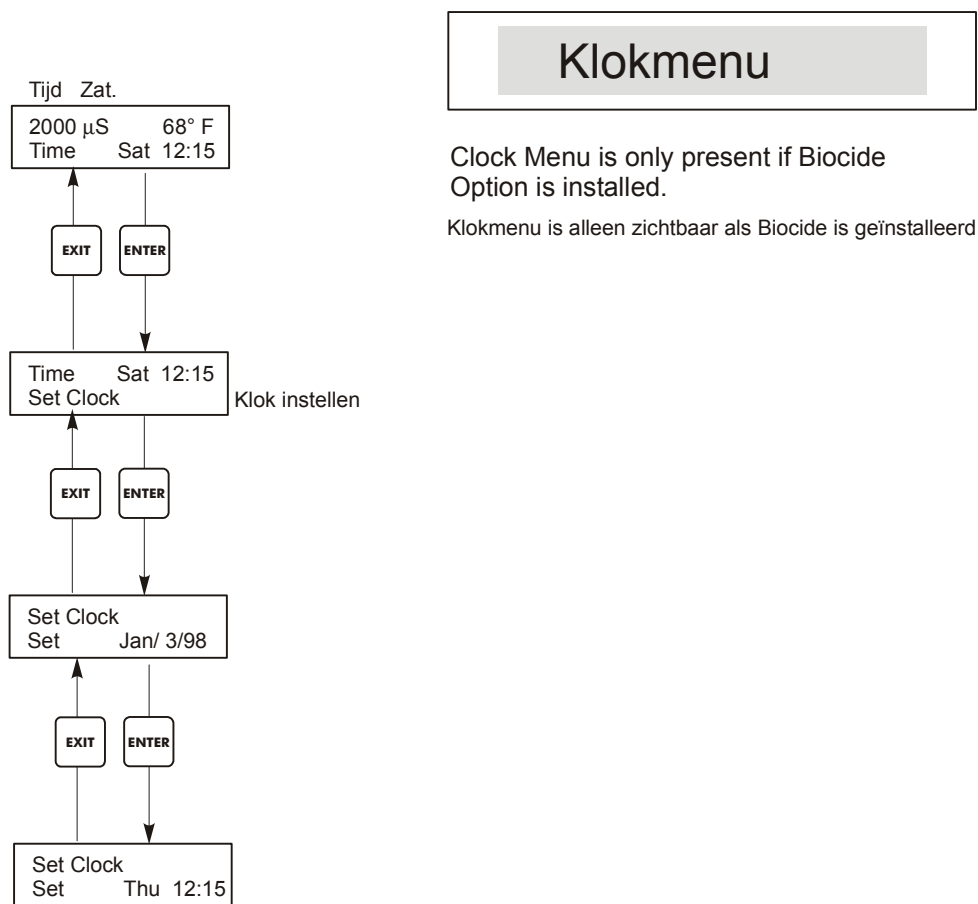 Klokmenu
Clock Menu is only present if Biocide
Option is installed.
Klokmenu is alleen zichtbaar als Biocide is geïnstalleerd
Tijd Zat.
2000 µS 68° F
Time Sat 12:15
EXIT ENTER
Time Sat 12:15
Set Clock
Klok instellen
EXIT ENTER
Set Clock
Set Jan/ 3/98
EXIT ENTER
Set Clock
Set Thu 12:15